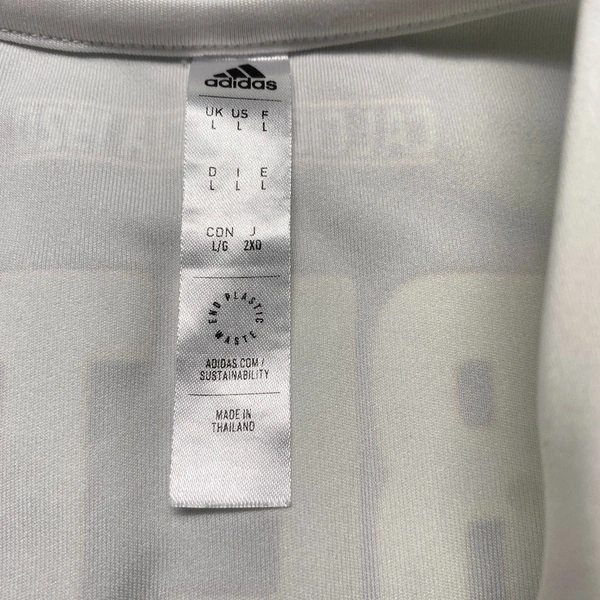 adidas
UK US F
L L L
D I E
L L L
CON J
L/G 2XO
END PLASTIC WASTE
ADIDAS.COM/
SUSTAINABILITY
MADE IN
THAILAND